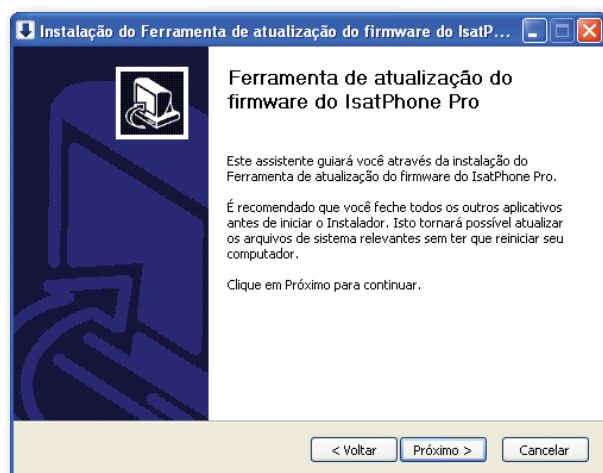 Instalação do Ferramenta de atualização do firmware do IsatP...
Ferramenta de atualização do
firmware do IsatPhone Pro
Este assistente guiará você através da instalação do
Ferramenta de atualização do firmware do IsatPhone Pro.
É recomendado que você feche todos os outros aplicativos
antes de iniciar o Instalador. Isto tornará possível atualizar
os arquivos de sistema relevantes sem ter que reiniciar seu
computador.
Clique em Próximo para continuar.
< Voltar Próximo > Cancelar